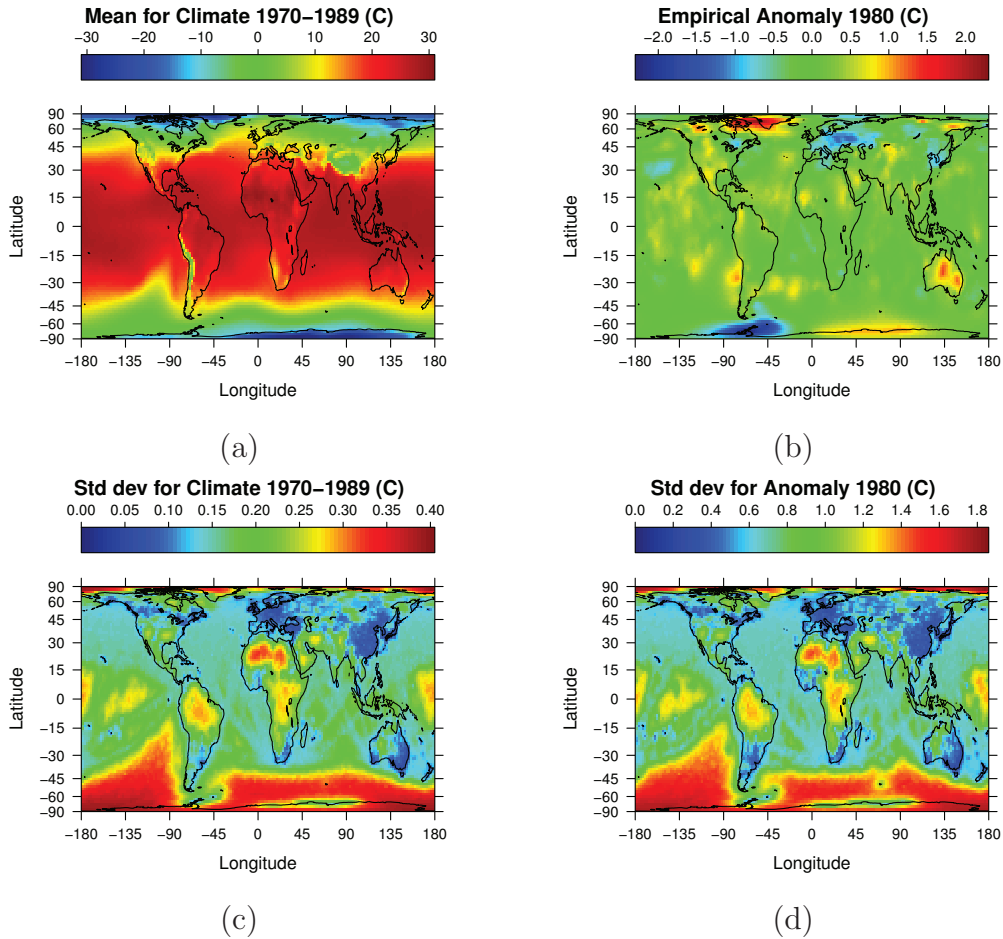 Mean for Climate 1970−1989 (C)
−30 −20 −10 0 10 20 30
90
60
45
30
15
0
−15
−30
−45
−60
−90
Latitude
−180 −135 −90 −45 0 45 90 135 180
Longitude
(a)
Empirical Anomaly 1980 (C)
−2.0 −1.5 −1.0 −0.5 0.0 0.5 1.0 1.5 2.0
90
60
45
30
15
0
−15
−30
−45
−60
−90
Latitude
−180 −135 −90 −45 0 45 90 135 180
Longitude
(b)
Std dev for Climate 1970−1989 (C)
0.00 0.05 0.10 0.15 0.20 0.25 0.30 0.35 0.40
90
60
45
30
15
0
−15
−30
−45
−60
−90
Latitude
−180 −135 −90 −45 0 45 90 135 180
Longitude
(c)
Std dev for Anomaly 1980 (C)
0.0 0.2 0.4 0.6 0.8 1.0 1.2 1.4 1.6 1.8
90
60
45
30
15
0
−15
−30
−45
−60
−90
Latitude
−180 −135 −90 −45 0 45 90 135 180
Longitude
(d)